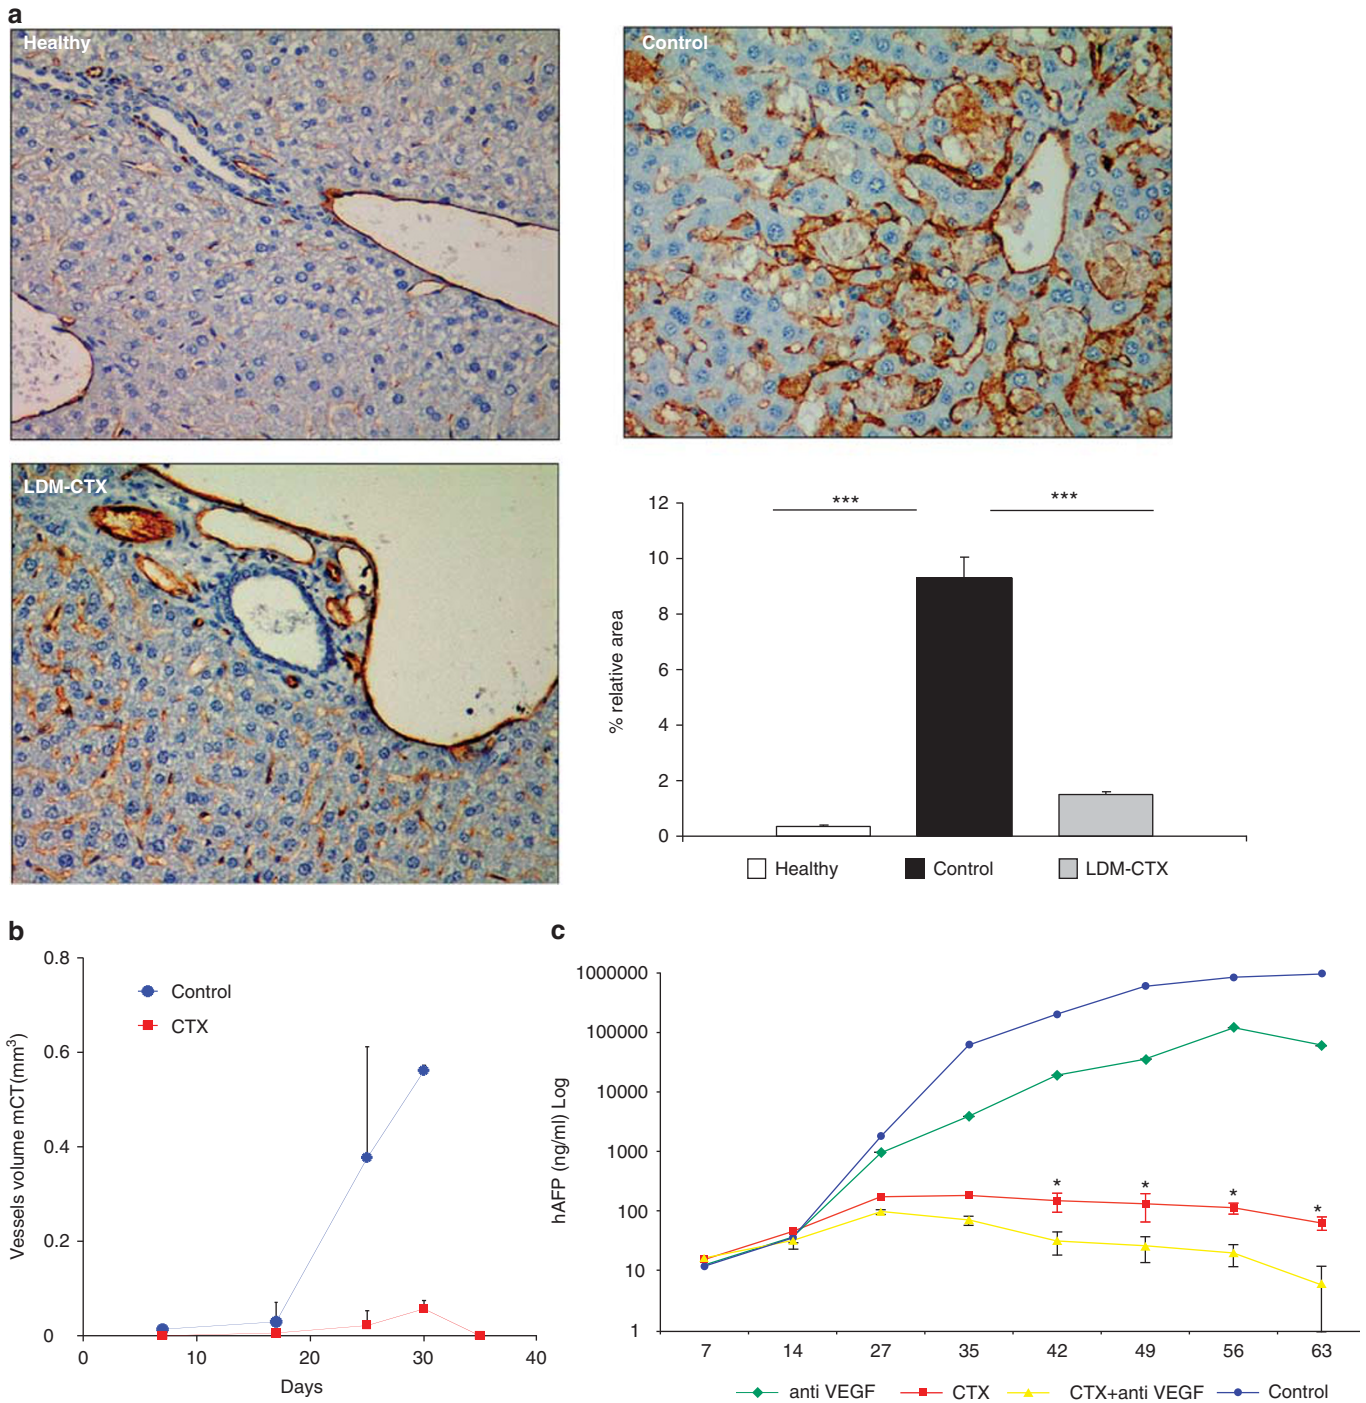 a
Healthy
Control
LDM-CTX
12
10
8
6
4
2
0
% relative area
***
***
Healthy
Control
LDM-CTX
b
0.8
0.6
0.4
0.2
0
Vessels volume mCT(mm³)
Control
CTX
0
10
20
30
40
Days
c
1000000
100000
10000
1000
100
10
1
hAFP (ng/ml) Log
*
*
*
*
7
14
27
35
42
49
56
63
anti VEGF
CTX
CTX+anti VEGF
Control